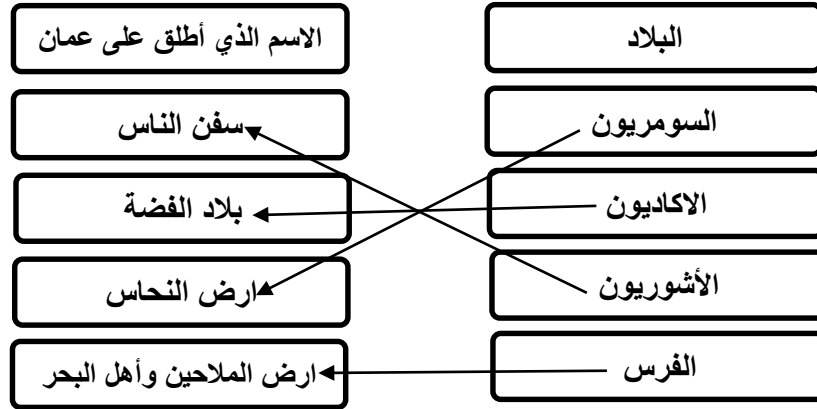 البلاد
الاسم الذي أطلق على عمان
السومريون
سفن الناس
الاكاديون
بلاد الفضة
الأشوريون
ارض النحاس
الفرس
ارض الملاحين وأهل البحر